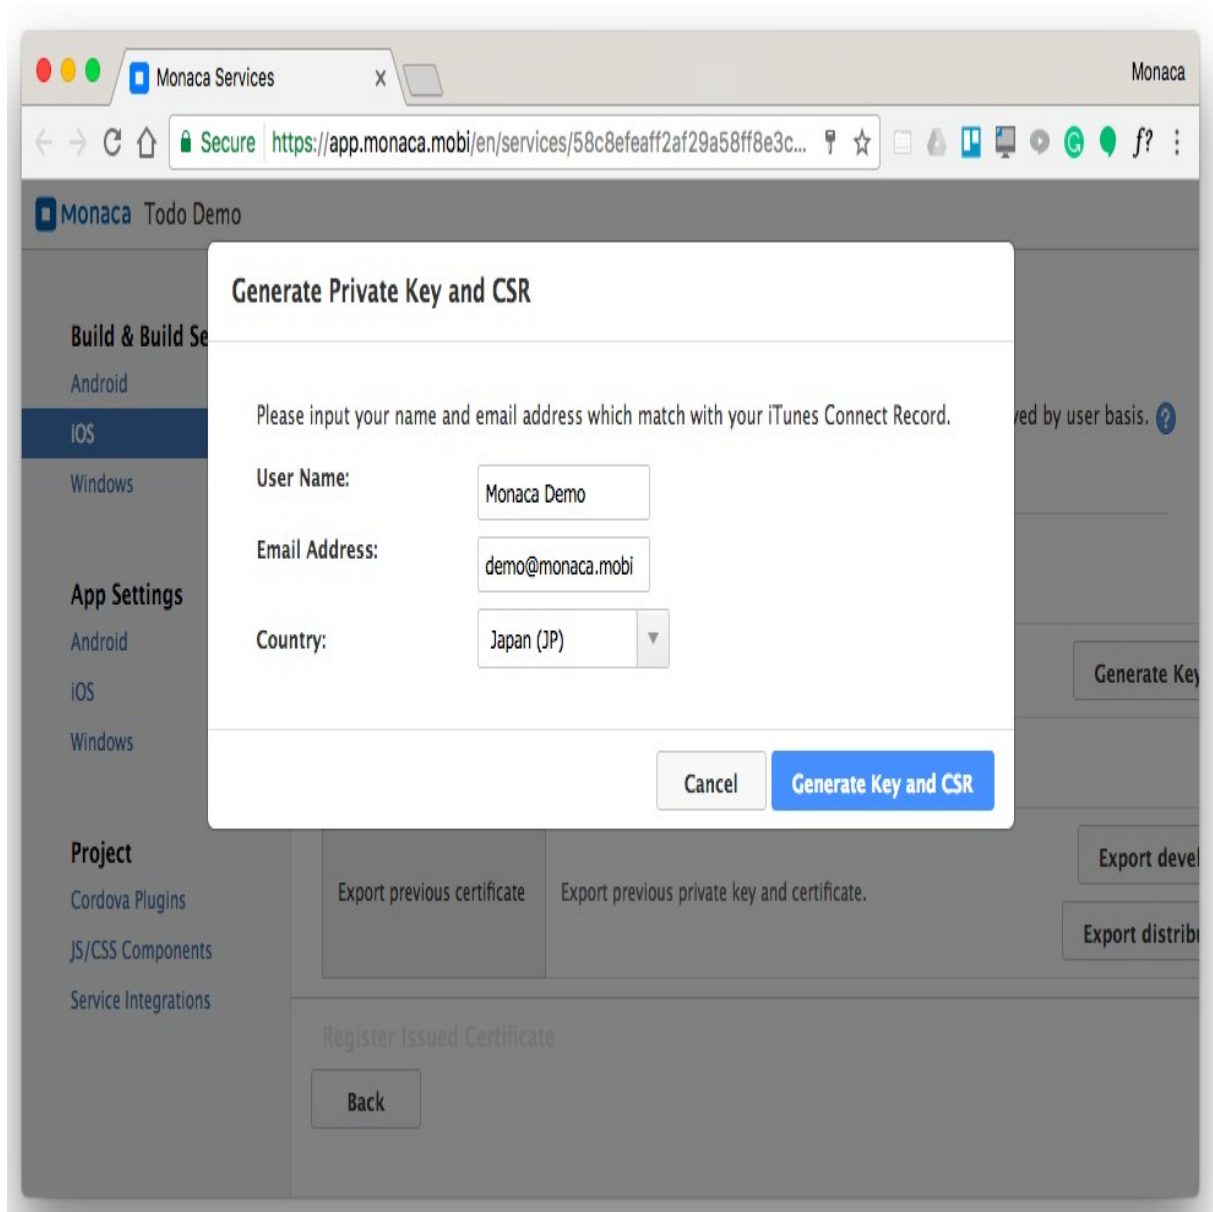 Monaca Services
Monaca
Secure https://app.monaca.mobi/en/services/58c8efeaff2af29a58ff8e3c...
f?
Monaca Todo Demo
Generate Private Key and CSR
Build & Build Se
Android
iOS
Windows
Please input your name and email address which match with your iTunes Connect Record.
ved by user basis.
User Name:
Monaca Demo
Email Address:
demo@monaca.mobi
Country:
Japan (JP)
App Settings
Android
iOS
Windows
Generate Key
Cancel
Generate Key and CSR
Project
Cordova Plugins
JS/CSS Components
Service Integrations
Export previous certificate
Export previous private key and certificate.
Export devel
Export distribu
Register Issued Certificate
Back